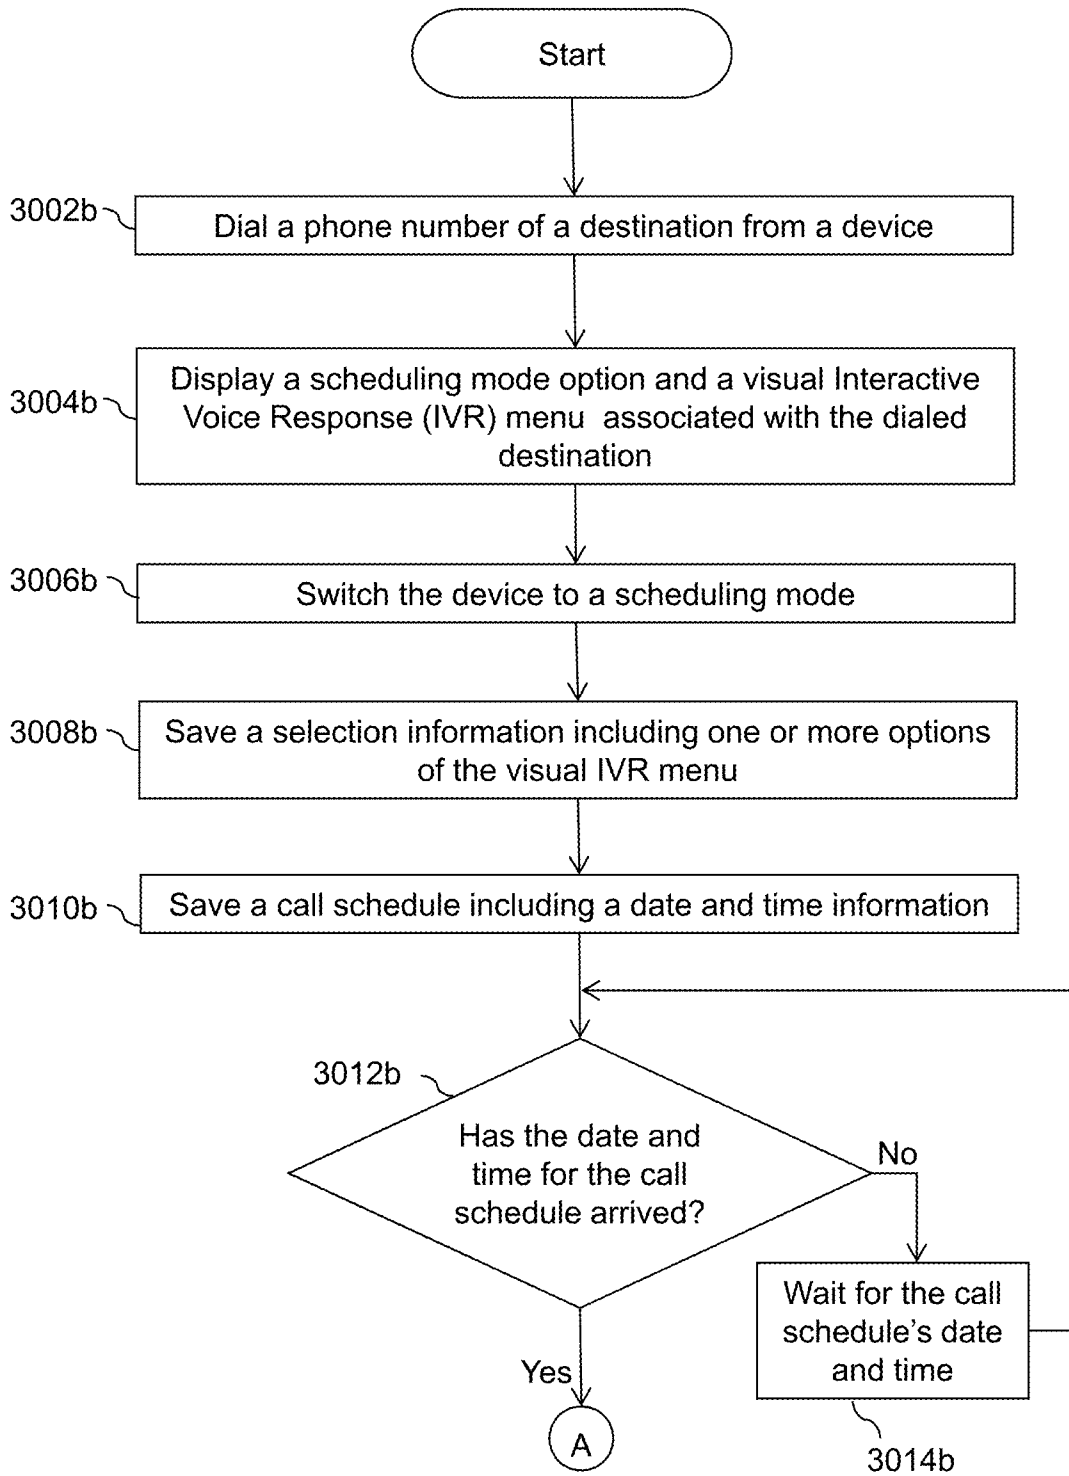 Start
3002b
Dial a phone number of a destination from a device
3004b
Display a scheduling mode option and a visual Interactive
Voice Response (IVR) menu associated with the dialed
destination
3006b
Switch the device to a scheduling mode
3008b
Save a selection information including one or more options
of the visual IVR menu
3010b
Save a call schedule including a date and time information
3012b
Has the date and
time for the call
schedule arrived?
No
Wait for the call
schedule's date
and time
Yes
A
3014b